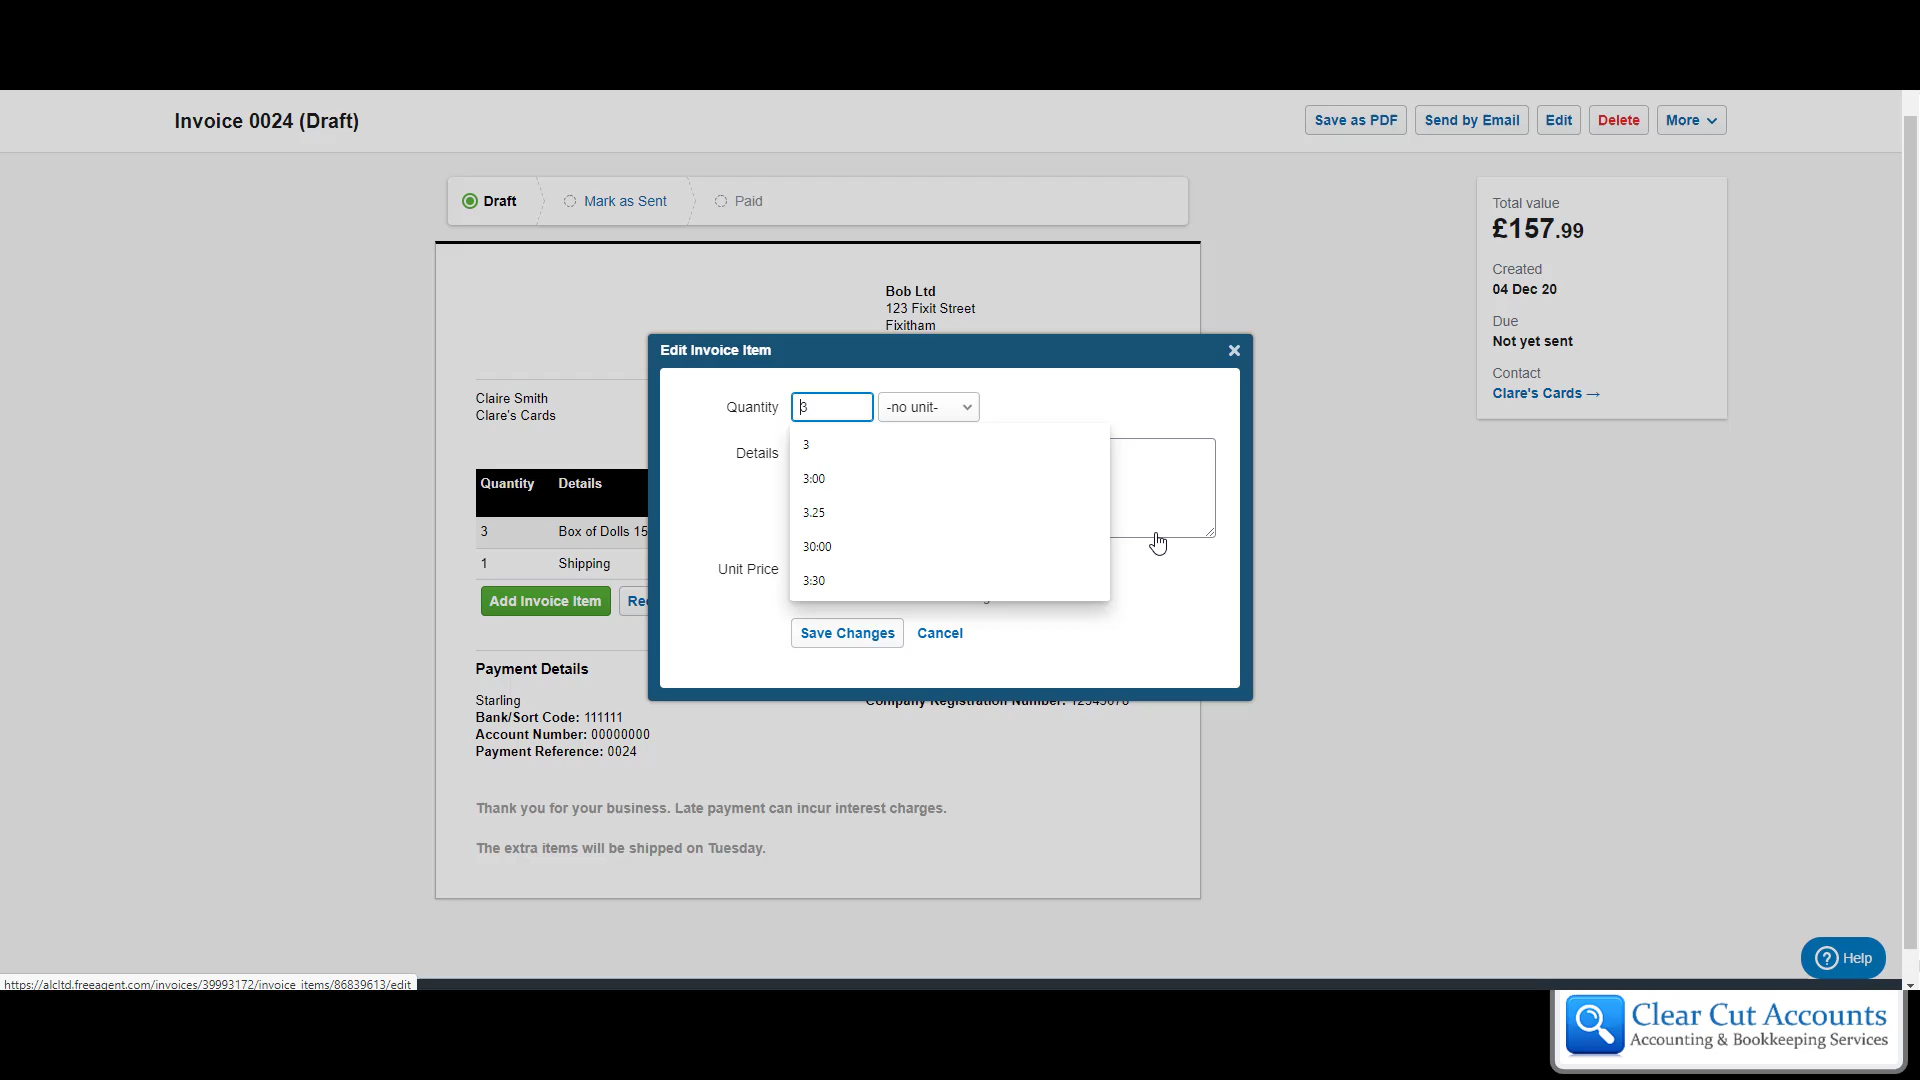 Invoice 0024 (Draft)
Save as PDF
Send by Email
Edit
Delete
More
Draft
Mark as Sent
Paid
Total value
£157.99
Created
04 Dec 20
Due
Not yet sent
Contact
Clare's Cards →
Bob Ltd
123 Fixit Street
Fixitham
Edit Invoice Item
Quantity
3
-no unit-
3
3:00
3.25
30:00
3:30
Details
Unit Price
Save Changes
Cancel
Claire Smith
Clare's Cards
Quantity Details
3 Box of Dolls 15
1 Shipping
Add Invoice Item
Payment Details
Starling
Bank/Sort Code: 111111
Account Number: 00000000
Payment Reference: 0024
Company Registration Number: 12345678
Thank you for your business. Late payment can incur interest charges.
The extra items will be shipped on Tuesday.
? Help
https://alcltd.freeagent.com/invoices/39993172/invoice_items/86839613/edit
Clear Cut Accounts
Accounting & Bookkeeping Services